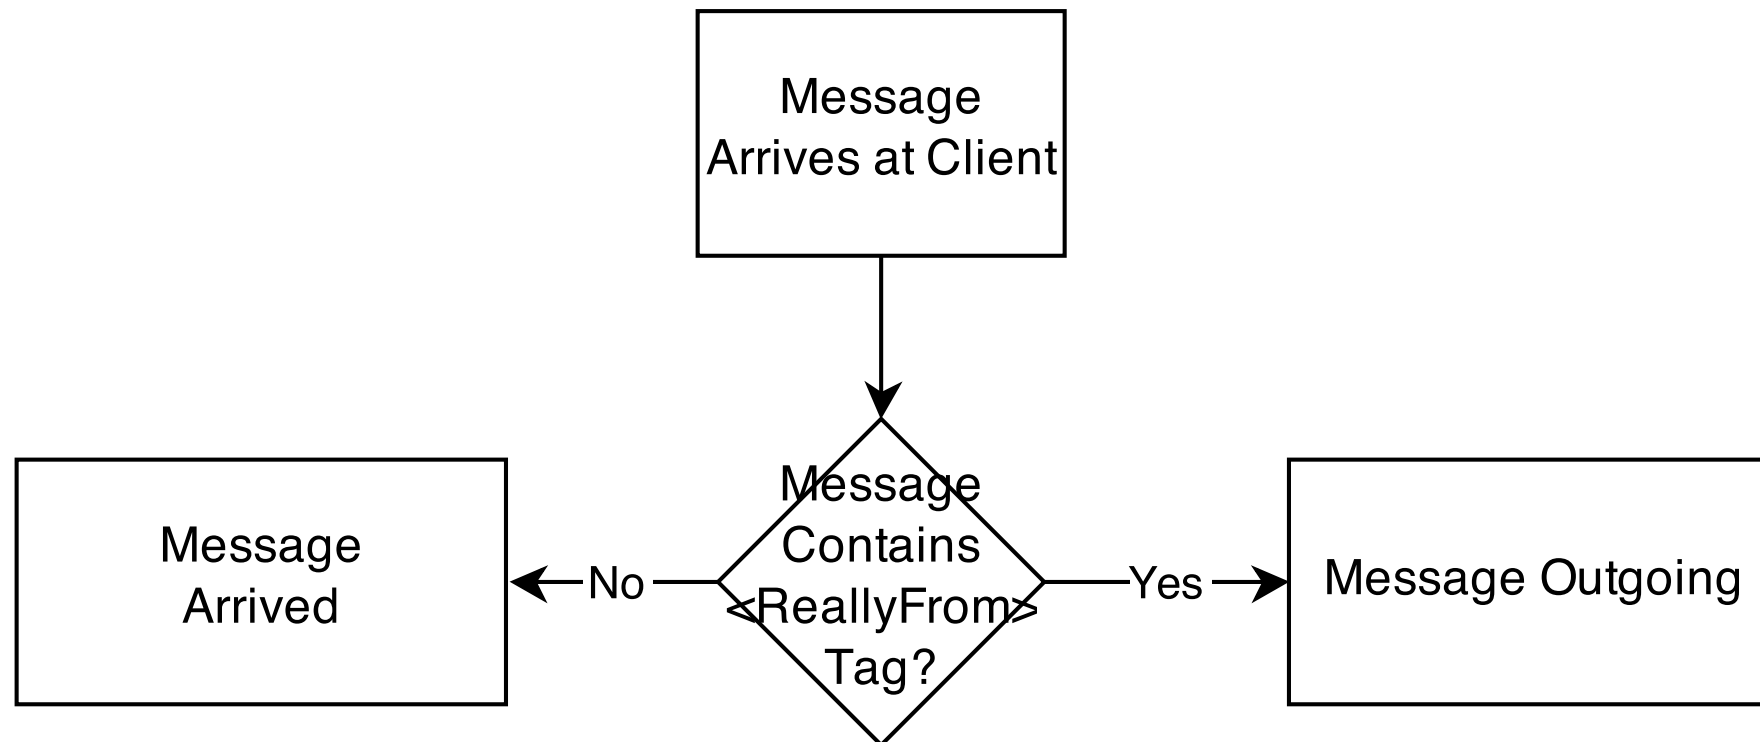 Message
Arrives at Client
Message
Contains
<ReallyFrom>
Tag?
No
Yes
Message
Arrived
Message Outgoing